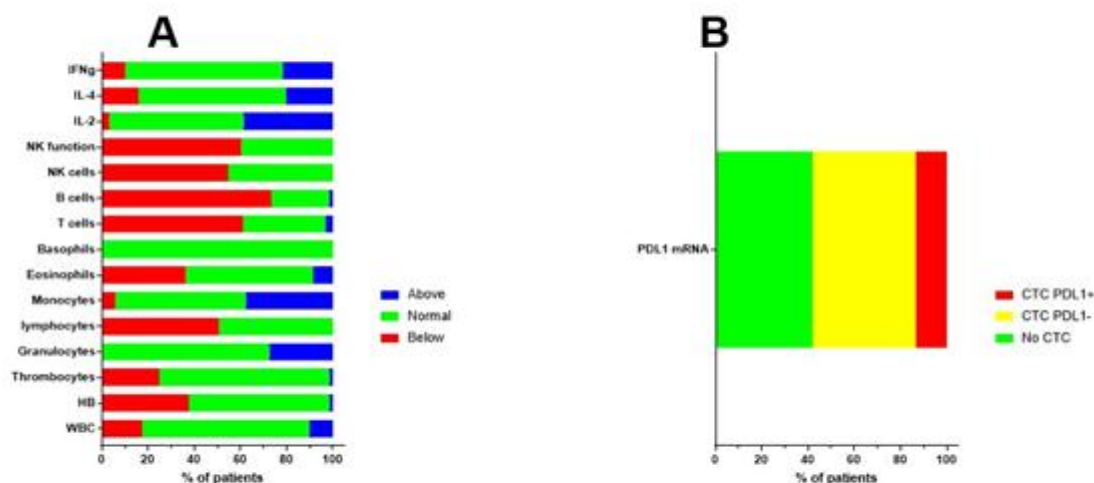 A
IFNg
IL-4
IL-2
NK function
NK cells
B cells
T cells
Basophils
Eosinophils
Monocytes
lymphocytes
Granulocytes
Thrombocytes
HB
WBC
0 20 40 60 80 100
% of patients
Above
Normal
Below
B
PDL1 mRNA
0 20 40 60 80 100
% of patients
CTC PDL1+
CTC PDL1-
No CTC